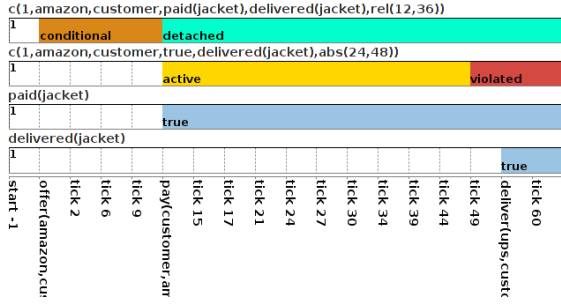 c(1,amazon,customer,paid(jacket),delivered(jacket),rel(12,36))
1
conditional
detached
c(1,amazon,customer,true,delivered(jacket),abs(24,48))
1
active
violated
paid(jacket)
1
true
delivered(jacket)
1
true
start -1
offer(amazon,cus
tick 2
tick 6
tick 9
pay(customer,am
tick 15
tick 17
tick 21
tick 24
tick 27
tick 30
tick 34
tick 39
tick 44
tick 49
deliver(ups,custo
tick 60